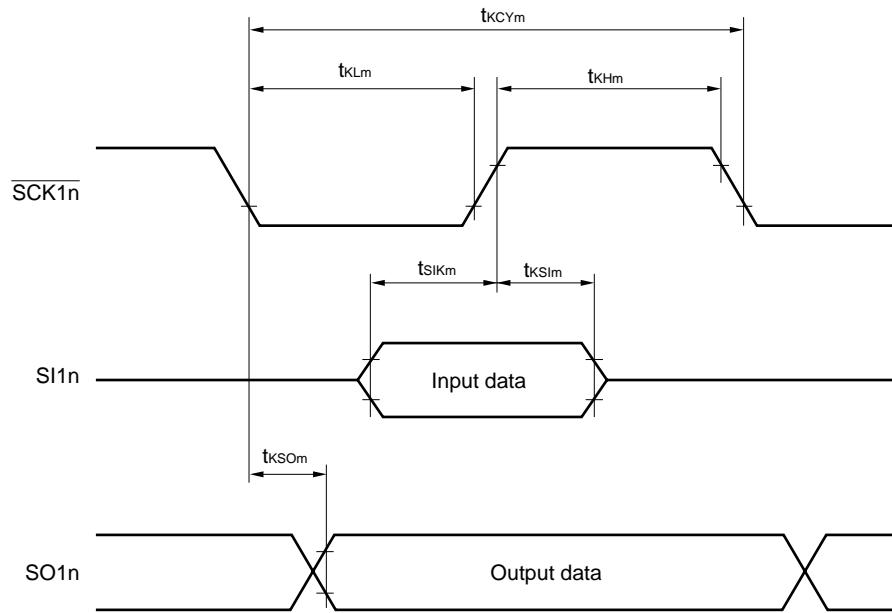 tKCYm
tKLm
tKHm
SCK1n
tSIKm
tKSIm
SI1n
Input data
tKSOm
SO1n
Output data